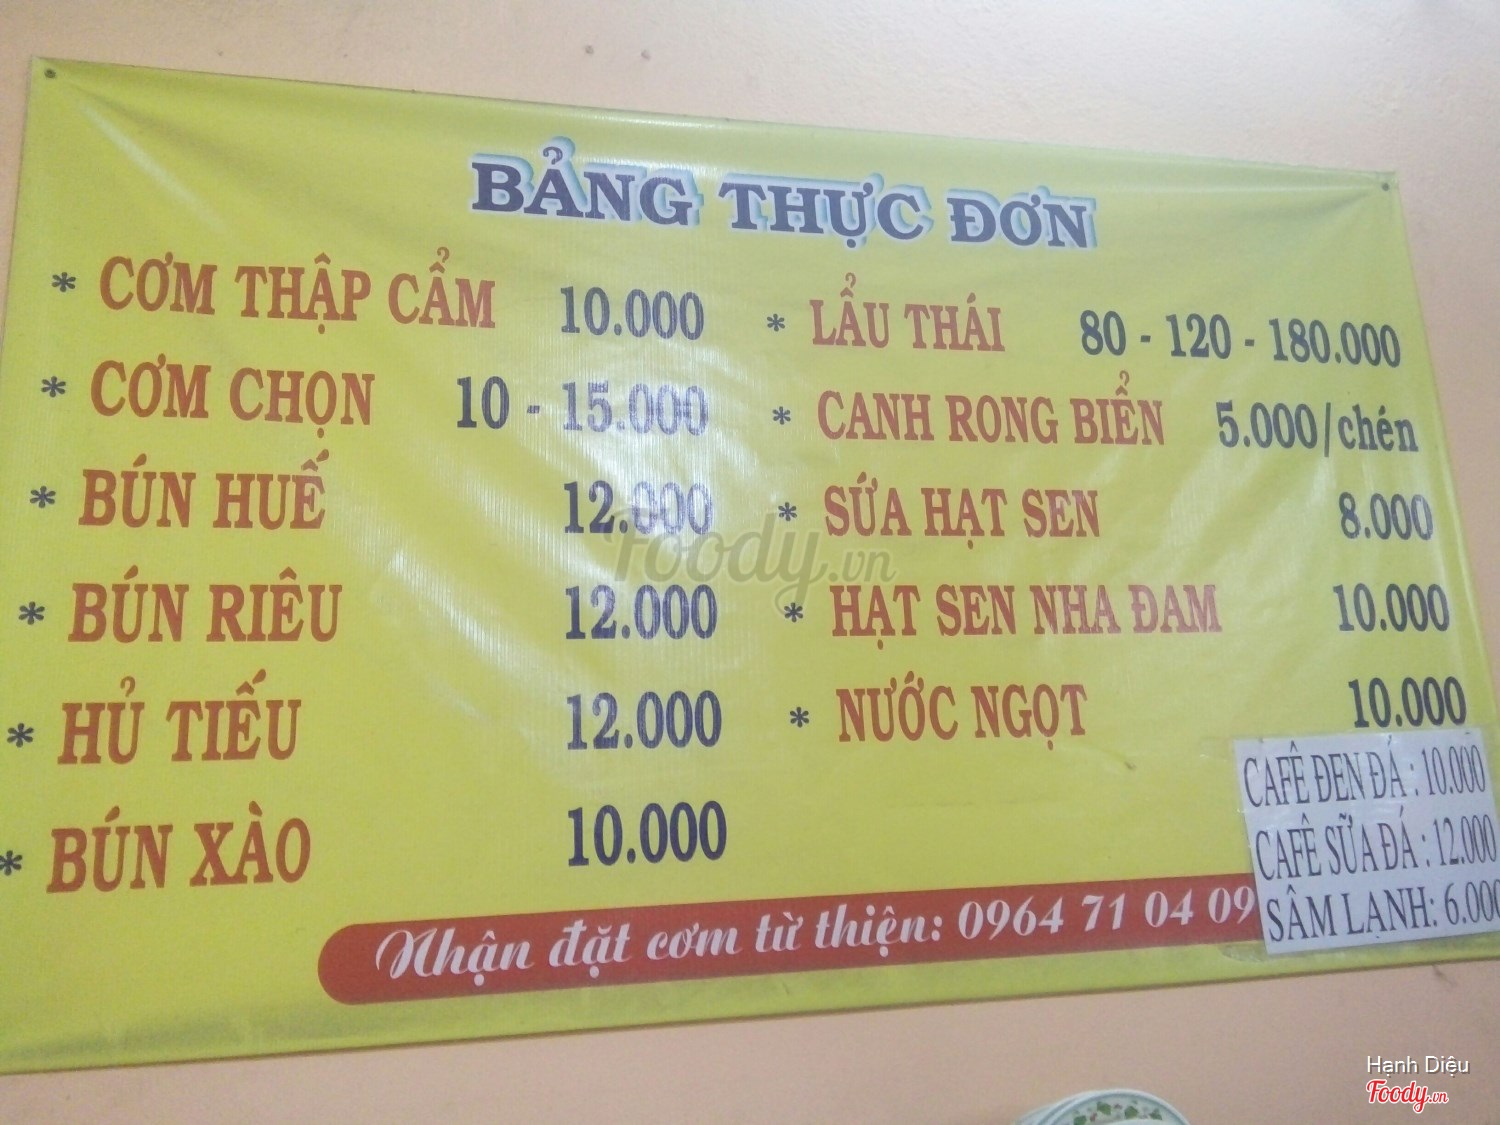 BẢNG THỰC ĐƠN
* CƠM THẬP CẨM 10.000
* CƠM CHỌN 10 - 15.000
* BÚN HUẾ 12.000
* BÚN RIÊU 12.000
* HỦ TIẾU 12.000
* BÚN XÀO 10.000
* LẨU THÁI 80 - 120 - 180.000
* CANH RONG BIỂN 5.000/chén
* SỨA HẠT SEN 8.000
* HẠT SEN NHA ĐAM 10.000
* NƯỚC NGỌT 10.000
CAFÊ ĐEN ĐÁ : 10.000
CAFÊ SỮA ĐÁ : 12.000
SÂM LẠNH: 6.000
Nhận đặt cơm từ thiện: 0964 71 04 09
Foody.vn
Hạnh Diệu
Foody.vn